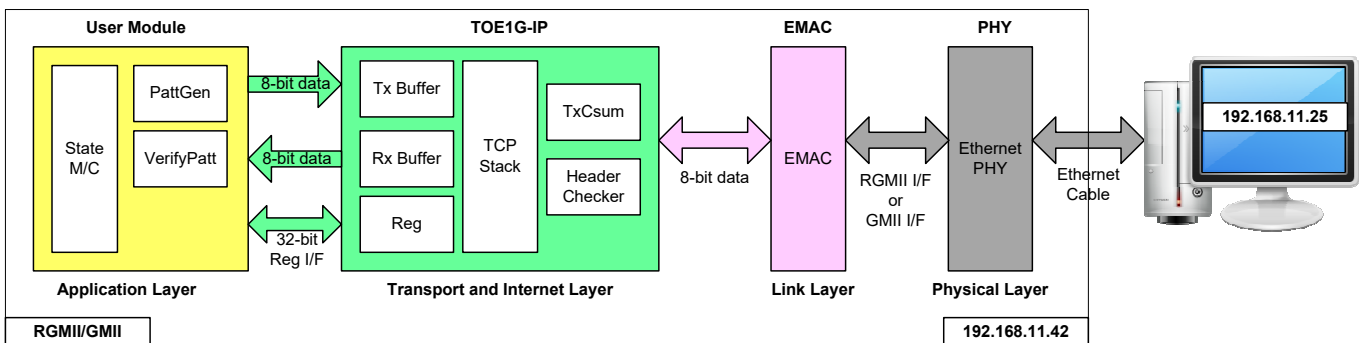 User Module
TOE1G-IP
EMAC
PHY
State
M/C
PattGen
VerifyPatt
8-bit data
8-bit data
32-bit
Reg I/F
Tx Buffer
Rx Buffer
Reg
TCP
Stack
TxCsum
Header
Checker
8-bit data
EMAC
RGMII I/F
or
GMII I/F
Ethernet
PHY
Ethernet
Cable
192.168.11.25
Application Layer
Transport and Internet Layer
Link Layer
Physical Layer
RGMII/GMII
192.168.11.42